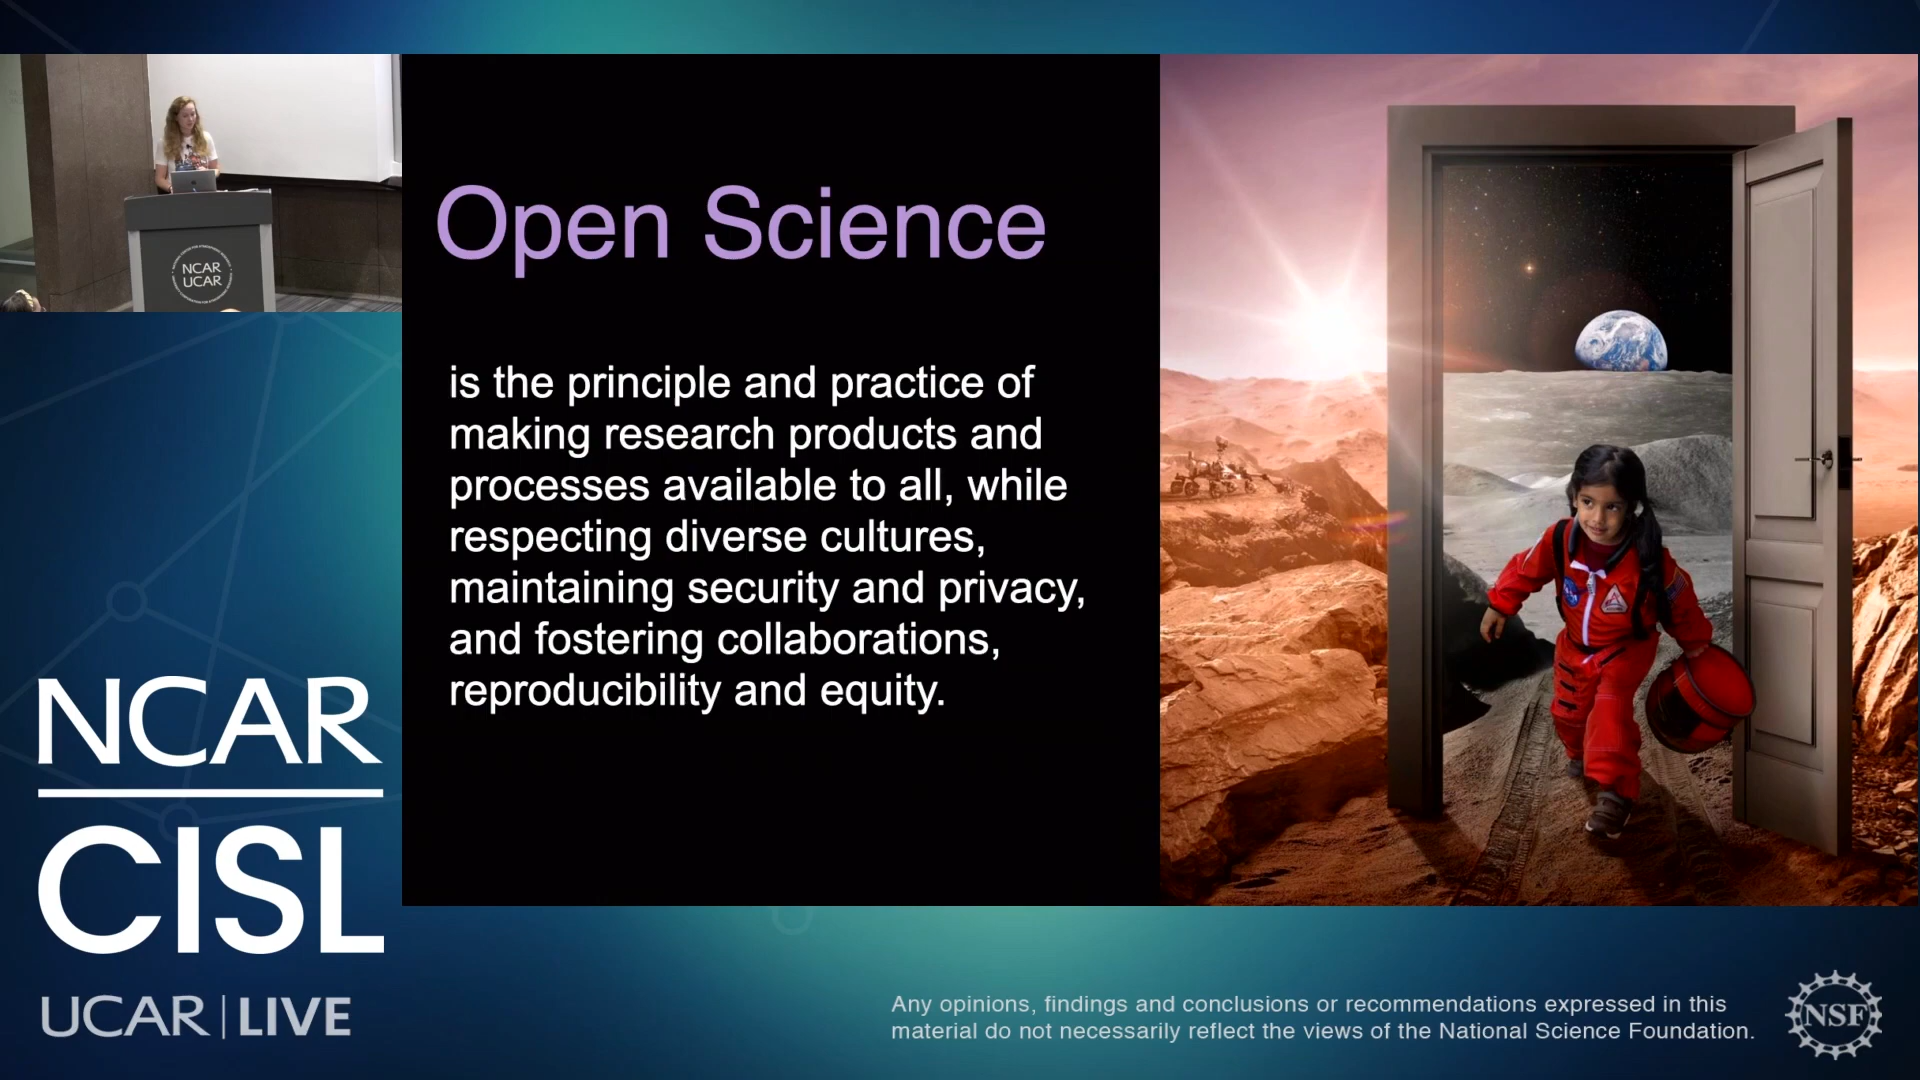 NCAR
UCAR
Open Science
is the principle and practice of
making research products and
processes available to all, while
respecting diverse cultures,
maintaining security and privacy,
and fostering collaborations,
reproducibility and equity.
NCAR
CISL
UCAR | LIVE
Any opinions, findings and conclusions or recommendations expressed in this
material do not necessarily reflect the views of the National Science Foundation.
NSF